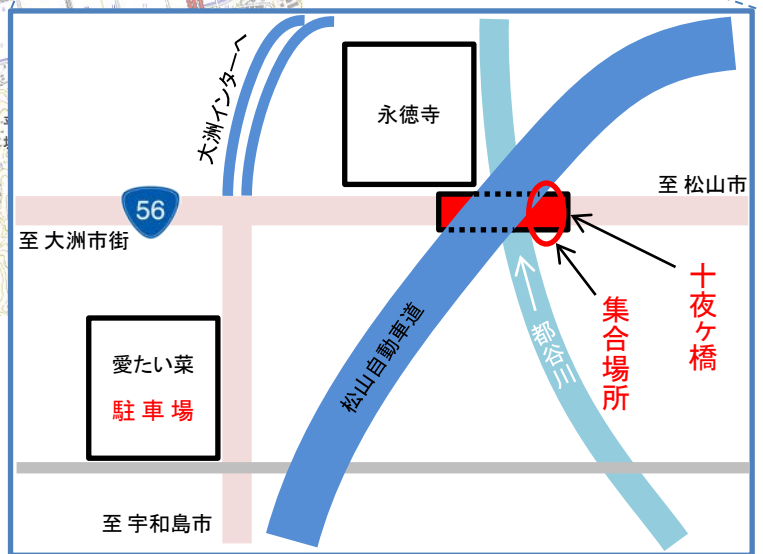 大洲インターへ
永徳寺
至 松山市
56
至 大洲市街
十夜ヶ橋
集合場所
都谷川
松山自動車道
愛たい菜
駐車場
至 宇和島市